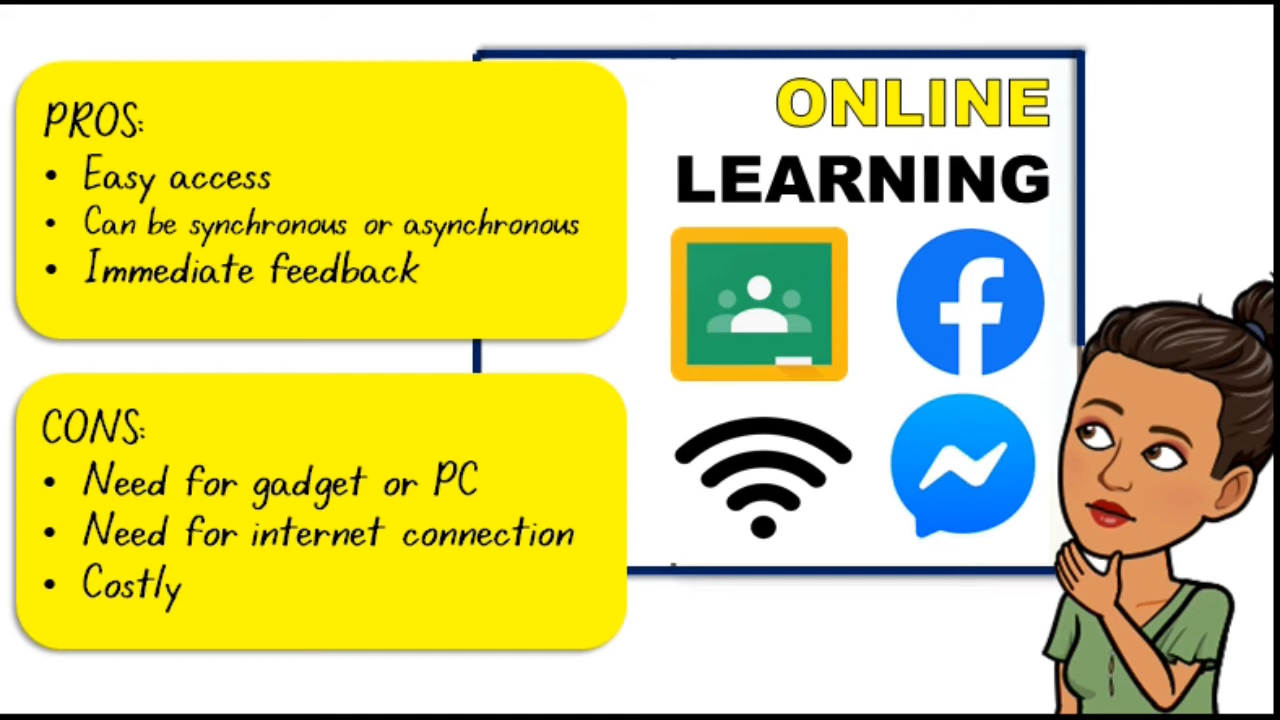 PROS:
• Easy access
• Can be synchronous or asynchronous
• Immediate feedback
CONS:
• Need for gadget or PC
• Need for internet connection
• Costly
ONLINE
LEARNING